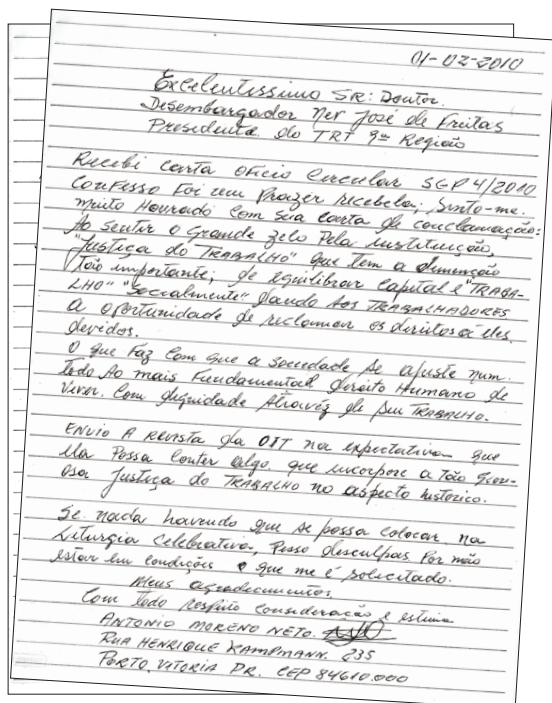 01-02-2010
Excelentissimo SR: Doutor.
Desembargador Ney José de Freitas
Presidente do TRT 9ª Região
Recebi carta oficio Circular SGP 4/2010
Confesso Foi um Prazer recebela; Sinto-me:
muito Honrado com sua carta de conclamação:
Ao sentir o Grande zelo Pela instituição,
"Justiça do TRABALHO" que tem a dimenção
tão importante; de equilibrar capital e "TRABA-
LHO" "Socialmente" dando Aos TRABALHADORES
a oportunidade de reclamar os direitos á eles
devidos.
O que Faz com que a sociedade se ajuste num
todo Ao mais Fundamental direito Humano de
viver. Com dignidade Atravéz de seu TRABALHO.
ENVIO A revista da OIT na expectativa que
ela Possa conter algo que incorpore a tão glori-
osa Justiça do TRABALHO no aspecto histórico.
Se nada havendo que se possa colocar na
Liturgia Celebrativa, Pesso desculpas Por não
estar em condições o que me é solicitado.
Meus agradecimentos,
Com todo respeito consideração e estima
ANTONIO MORENO NETO.
RUA HENRIQUE KAMPMANN. 235
PORTO VITORIA PR. CEP 84610.000